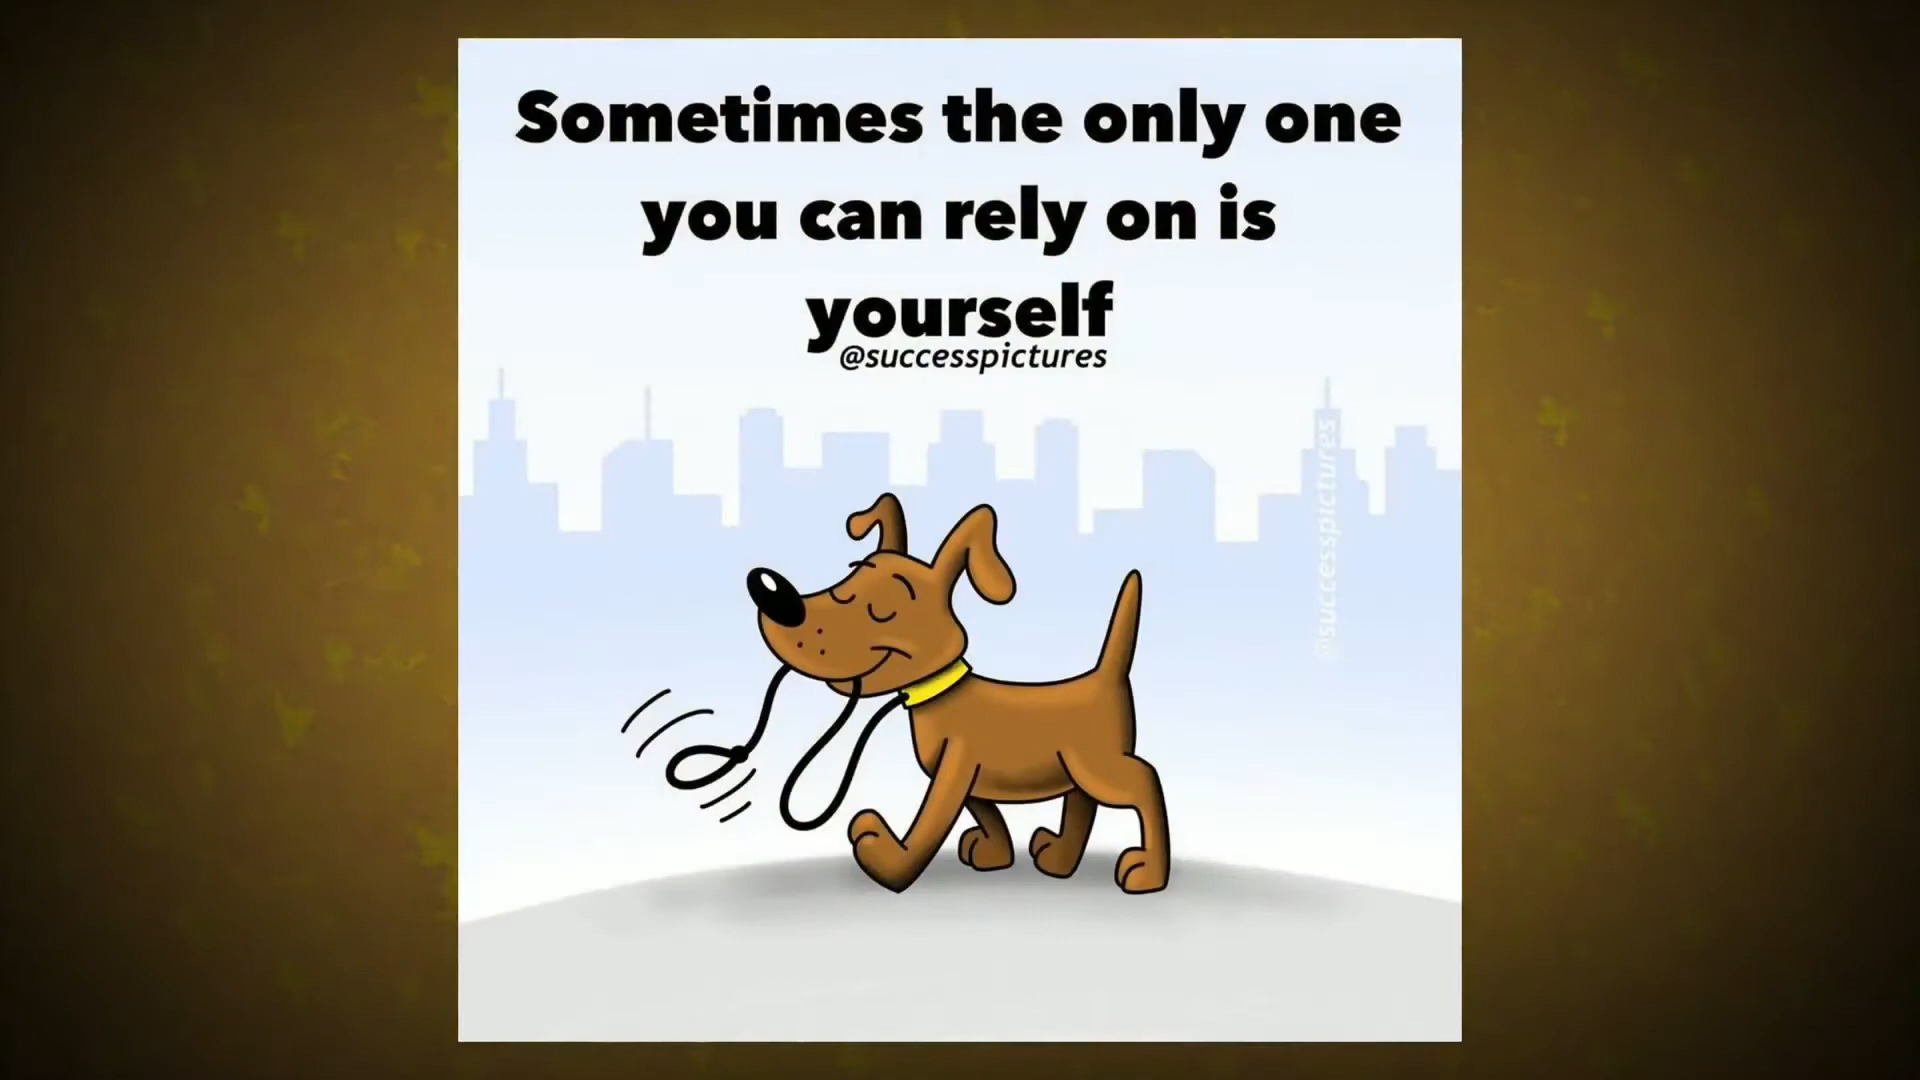 Sometimes the only one
you can rely on is
yourself
@successpictures
@successpictures